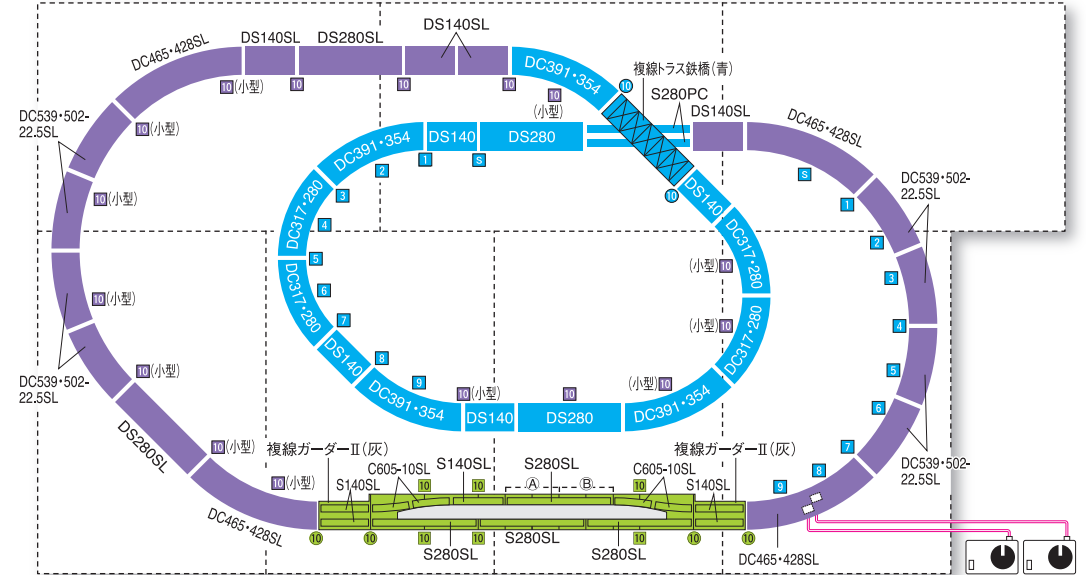 DC465・428SL
DS140SL
DS280SL
DS140SL
DC391・354
複線トラス鉄橋(青)
S280PC
DS140SL
DC465・428SL
10(小型)
10
10
10
10
(小型)
10
DC539・502-
22.5SL
10(小型)
DC391・354
DS140
DS280
1
S
2
3
10
DS140
S
1
DC539・502-
22.5SL
10(小型)
DC317・280
4
5
DC317・280
(小型)10
2
3
10(小型)
DC317・280
6
7
(小型)10
DC317・280
4
5
DC539・502-
22.5SL
10(小型)
DS140
8
9
DC391・354
10(小型)
DS140
10
DS280
(小型)10
DC391・354
6
7
DS280SL
10(小型)
複線ガーダーII(灰)
S140SL
C605-10SL
S140SL
S280SL
Ⓐ
Ⓑ
C605-10SL
複線ガーダーII(灰)
S140SL
8
9
DC539・502-
22.5SL
10(小型)
10
10
10
10
DC465・428SL
10
10
10
10
10
10
10
10
S280SL
S280SL
S280SL
DC465・428SL